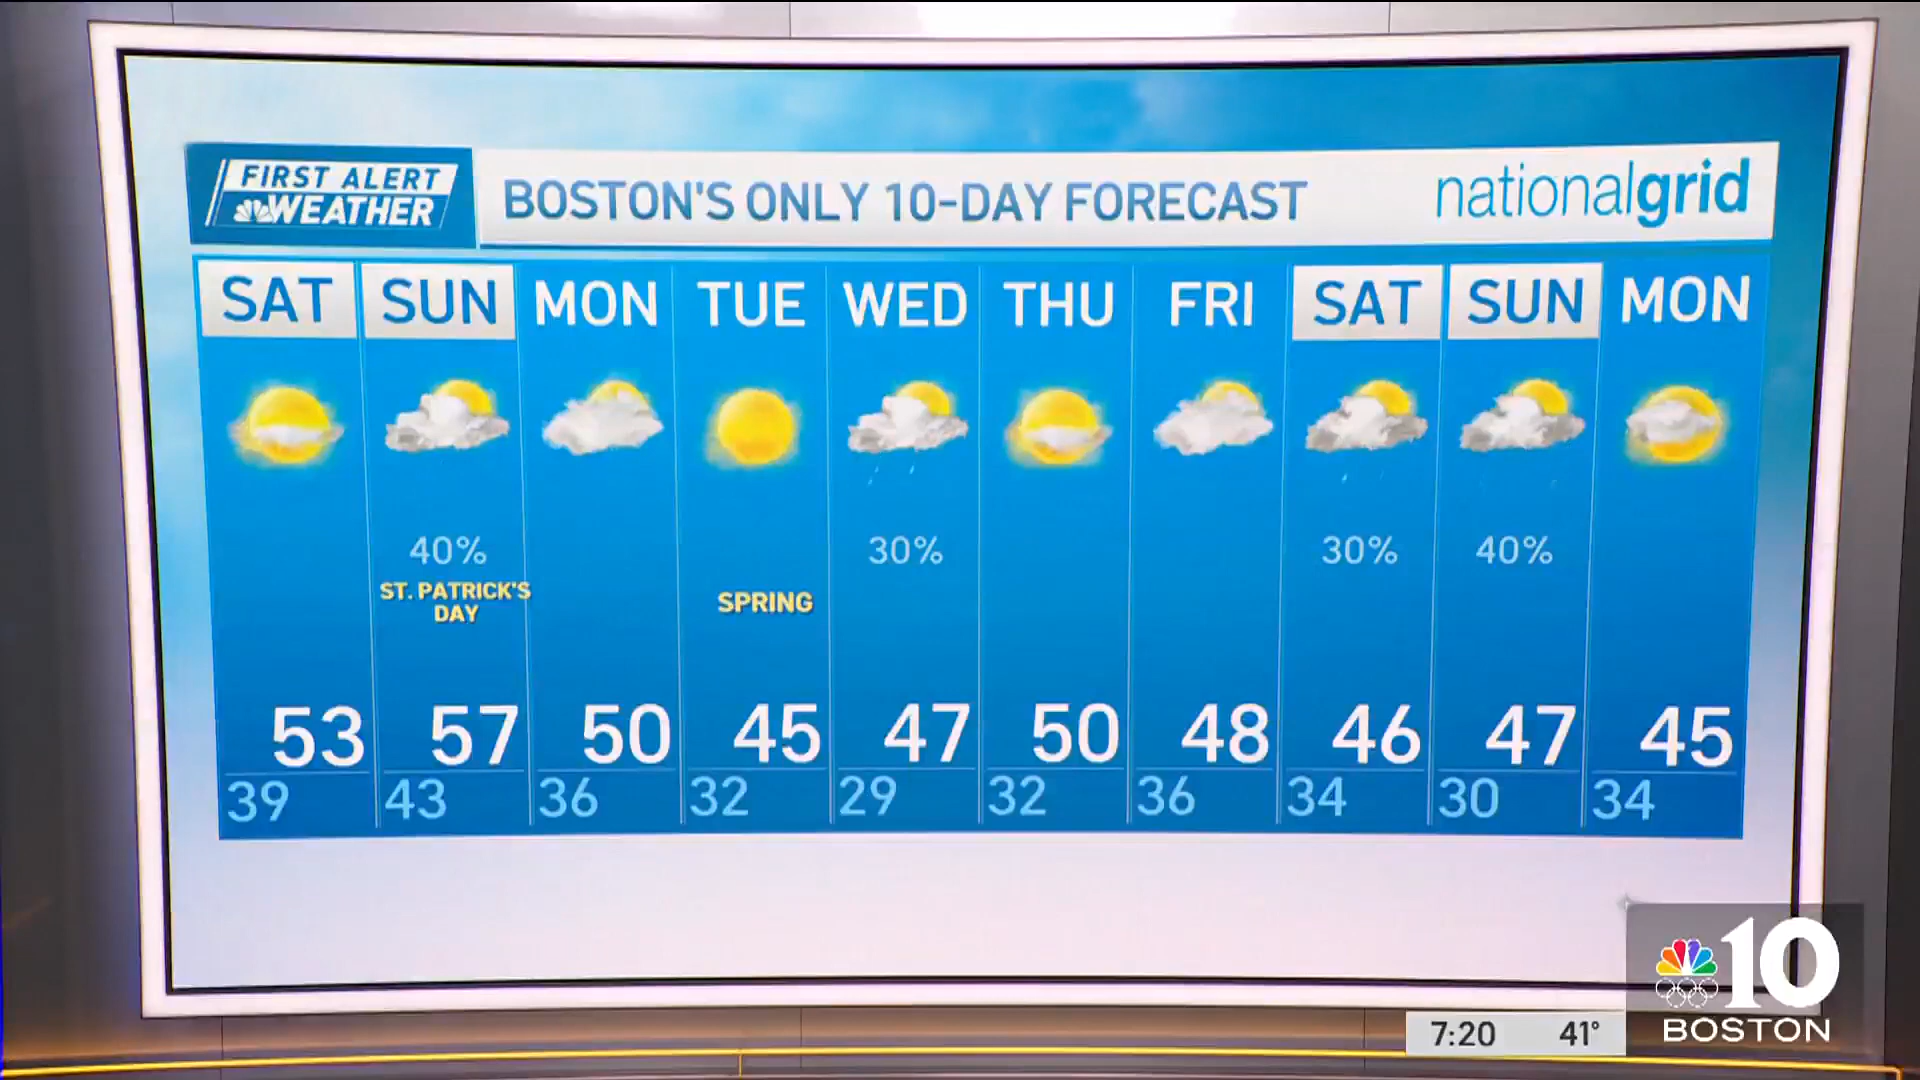 FIRST ALERT
WEATHER
BOSTON'S ONLY 10-DAY FORECAST
nationalgrid
SAT SUN MON TUE WED THU FRI SAT SUN MON
40% 30% 30% 40%
ST. PATRICK'S
DAY
SPRING
53 57 50 45 47 50 48 46 47 45
39 43 36 32 29 32 36 34 30 34
10
BOSTON
7:20 41°